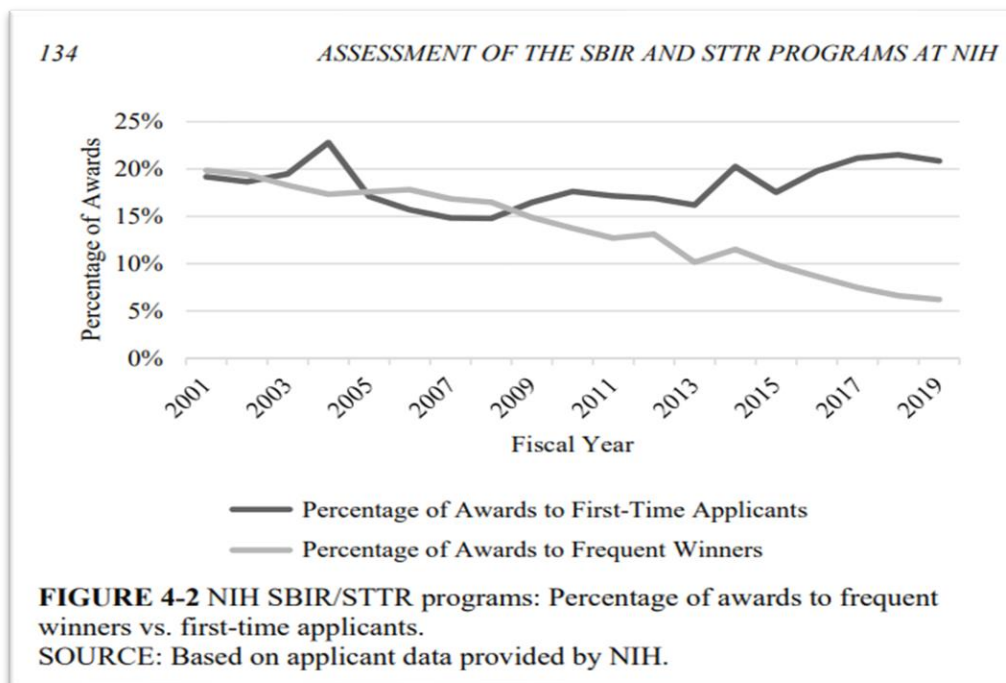 134 ASSESSMENT OF THE SBIR AND STTR PROGRAMS AT NIH
25%
20%
15%
10%
5%
0%
Percentage of Awards
2001
2003
2005
2007
2009
2011
2013
2015
2017
2019
Fiscal Year
Percentage of Awards to First-Time Applicants
Percentage of Awards to Frequent Winners
FIGURE 4-2 NIH SBIR/STTR programs: Percentage of awards to frequent
winners vs. first-time applicants.
SOURCE: Based on applicant data provided by NIH.